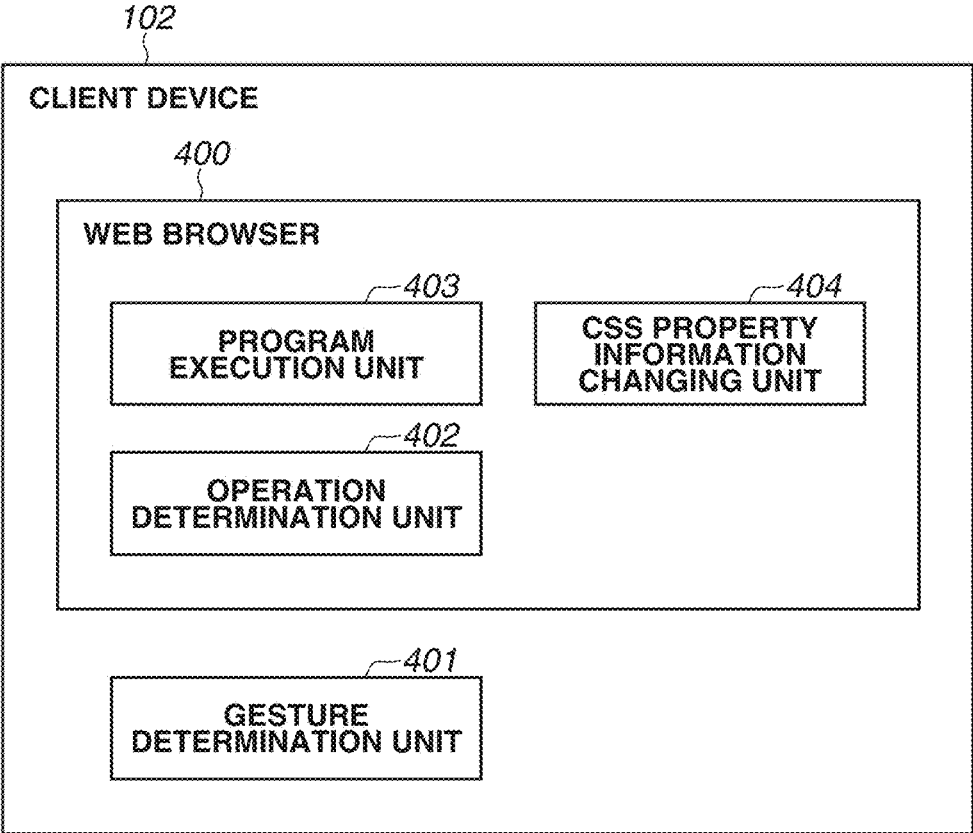 102
CLIENT DEVICE
400
WEB BROWSER
403
PROGRAM
EXECUTION UNIT
404
CSS PROPERTY
INFORMATION
CHANGING UNIT
402
OPERATION
DETERMINATION UNIT
401
GESTURE
DETERMINATION UNIT